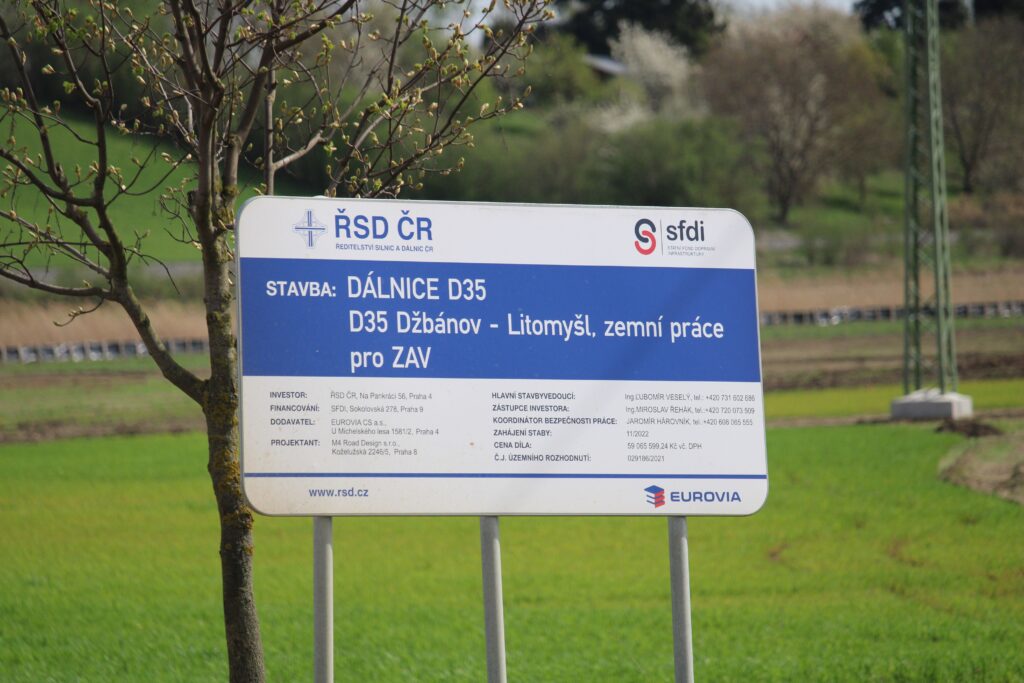 ŘSD ČR
ŘEDITELSTVÍ SILNIC A DÁLNIC ČR
sfdi
STÁTNÍ FOND DOPRAVNÍ
INFRASTRUKTURY
STAVBA: DÁLNICE D35
D35 Džbánov - Litomyšl, zemní práce
pro ZAV
INVESTOR: ŘSD ČR, Na Pankráci 56, Praha 4
FINANCOVÁNÍ: SFDI, Sokolovská 278, Praha 9
DODAVATEL: EUROVIA CS a.s.,
U Michelského lesa 1581/2, Praha 4
PROJEKTANT: M4 Road Design s.r.o.,
Koželužská 2246/5, Praha 8
HLAVNÍ STAVBYVEDOUCÍ: Ing.ĽUBOMÍR VESELÝ, tel.: +420 731 602 686
ZÁSTUPCE INVESTORA: Ing.MIROSLAV ŘEHÁK, tel.: +420 720 073 509
KOORDINÁTOR BEZPEČNOSTI PRÁCE: JAROMÍR HÁROVNÍK, tel.:+420 606 065 555
ZAHÁJENÍ STABY: 11/2022
CENA DÍLA: 59 065 599,24 Kč vč. DPH
Č.J. ÚZEMNÍHO ROZHODNUTÍ: 029186/2021
www.rsd.cz
EUROVIA